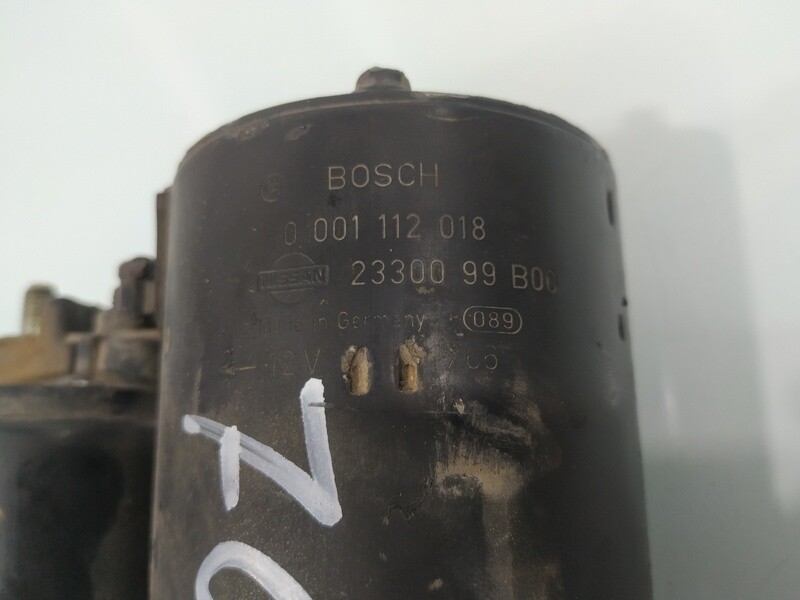 BOSCH
0 001 112 018
NISSAN 23300 99 B00
Made in Germany 089
12V